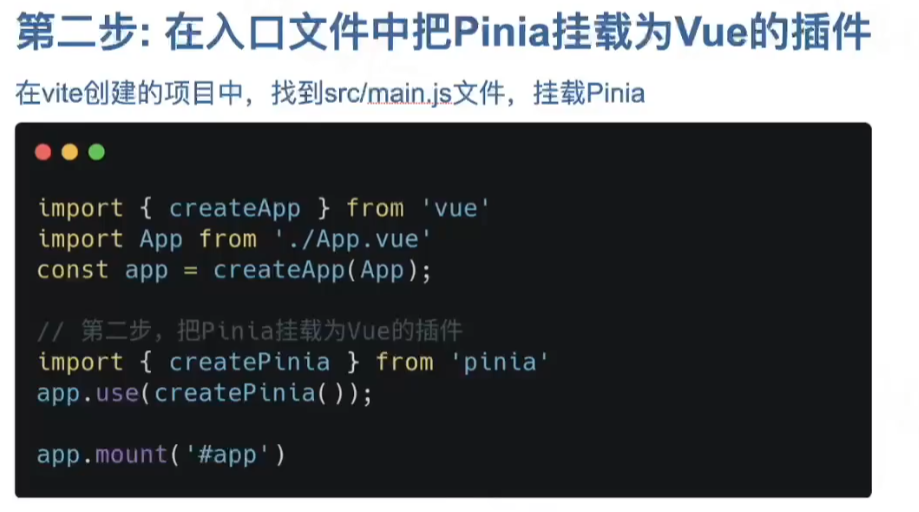 第二步: 在入口文件中把Pinia挂载为Vue的插件
在vite创建的项目中，找到src/main.js文件，挂载Pinia
import { createApp } from 'vue'
import App from './App.vue'
const app = createApp(App);
// 第二步，把Pinia挂载为Vue的插件
import { createPinia } from 'pinia'
app.use(createPinia());
app.mount('#app')